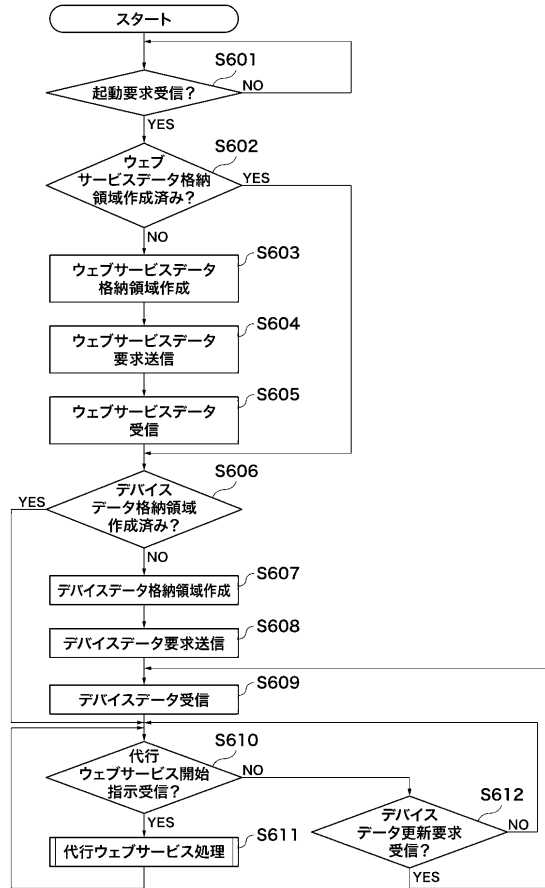 スタート
S601
起動要求受信？
NO
YES
S602
ウェブ
サービスデータ格納
領域作成済み？
YES
NO
S603
ウェブサービスデータ
格納領域作成
S604
ウェブサービスデータ
要求送信
S605
ウェブサービスデータ
受信
S606
YES
デバイス
データ格納領域
作成済み？
NO
S607
デバイスデータ格納領域作成
S608
デバイスデータ要求送信
S609
デバイスデータ受信
S610
代行
ウェブサービス開始
指示受信？
NO
YES
S611
代行ウェブサービス処理
S612
デバイス
データ更新要求
受信？
NO
YES